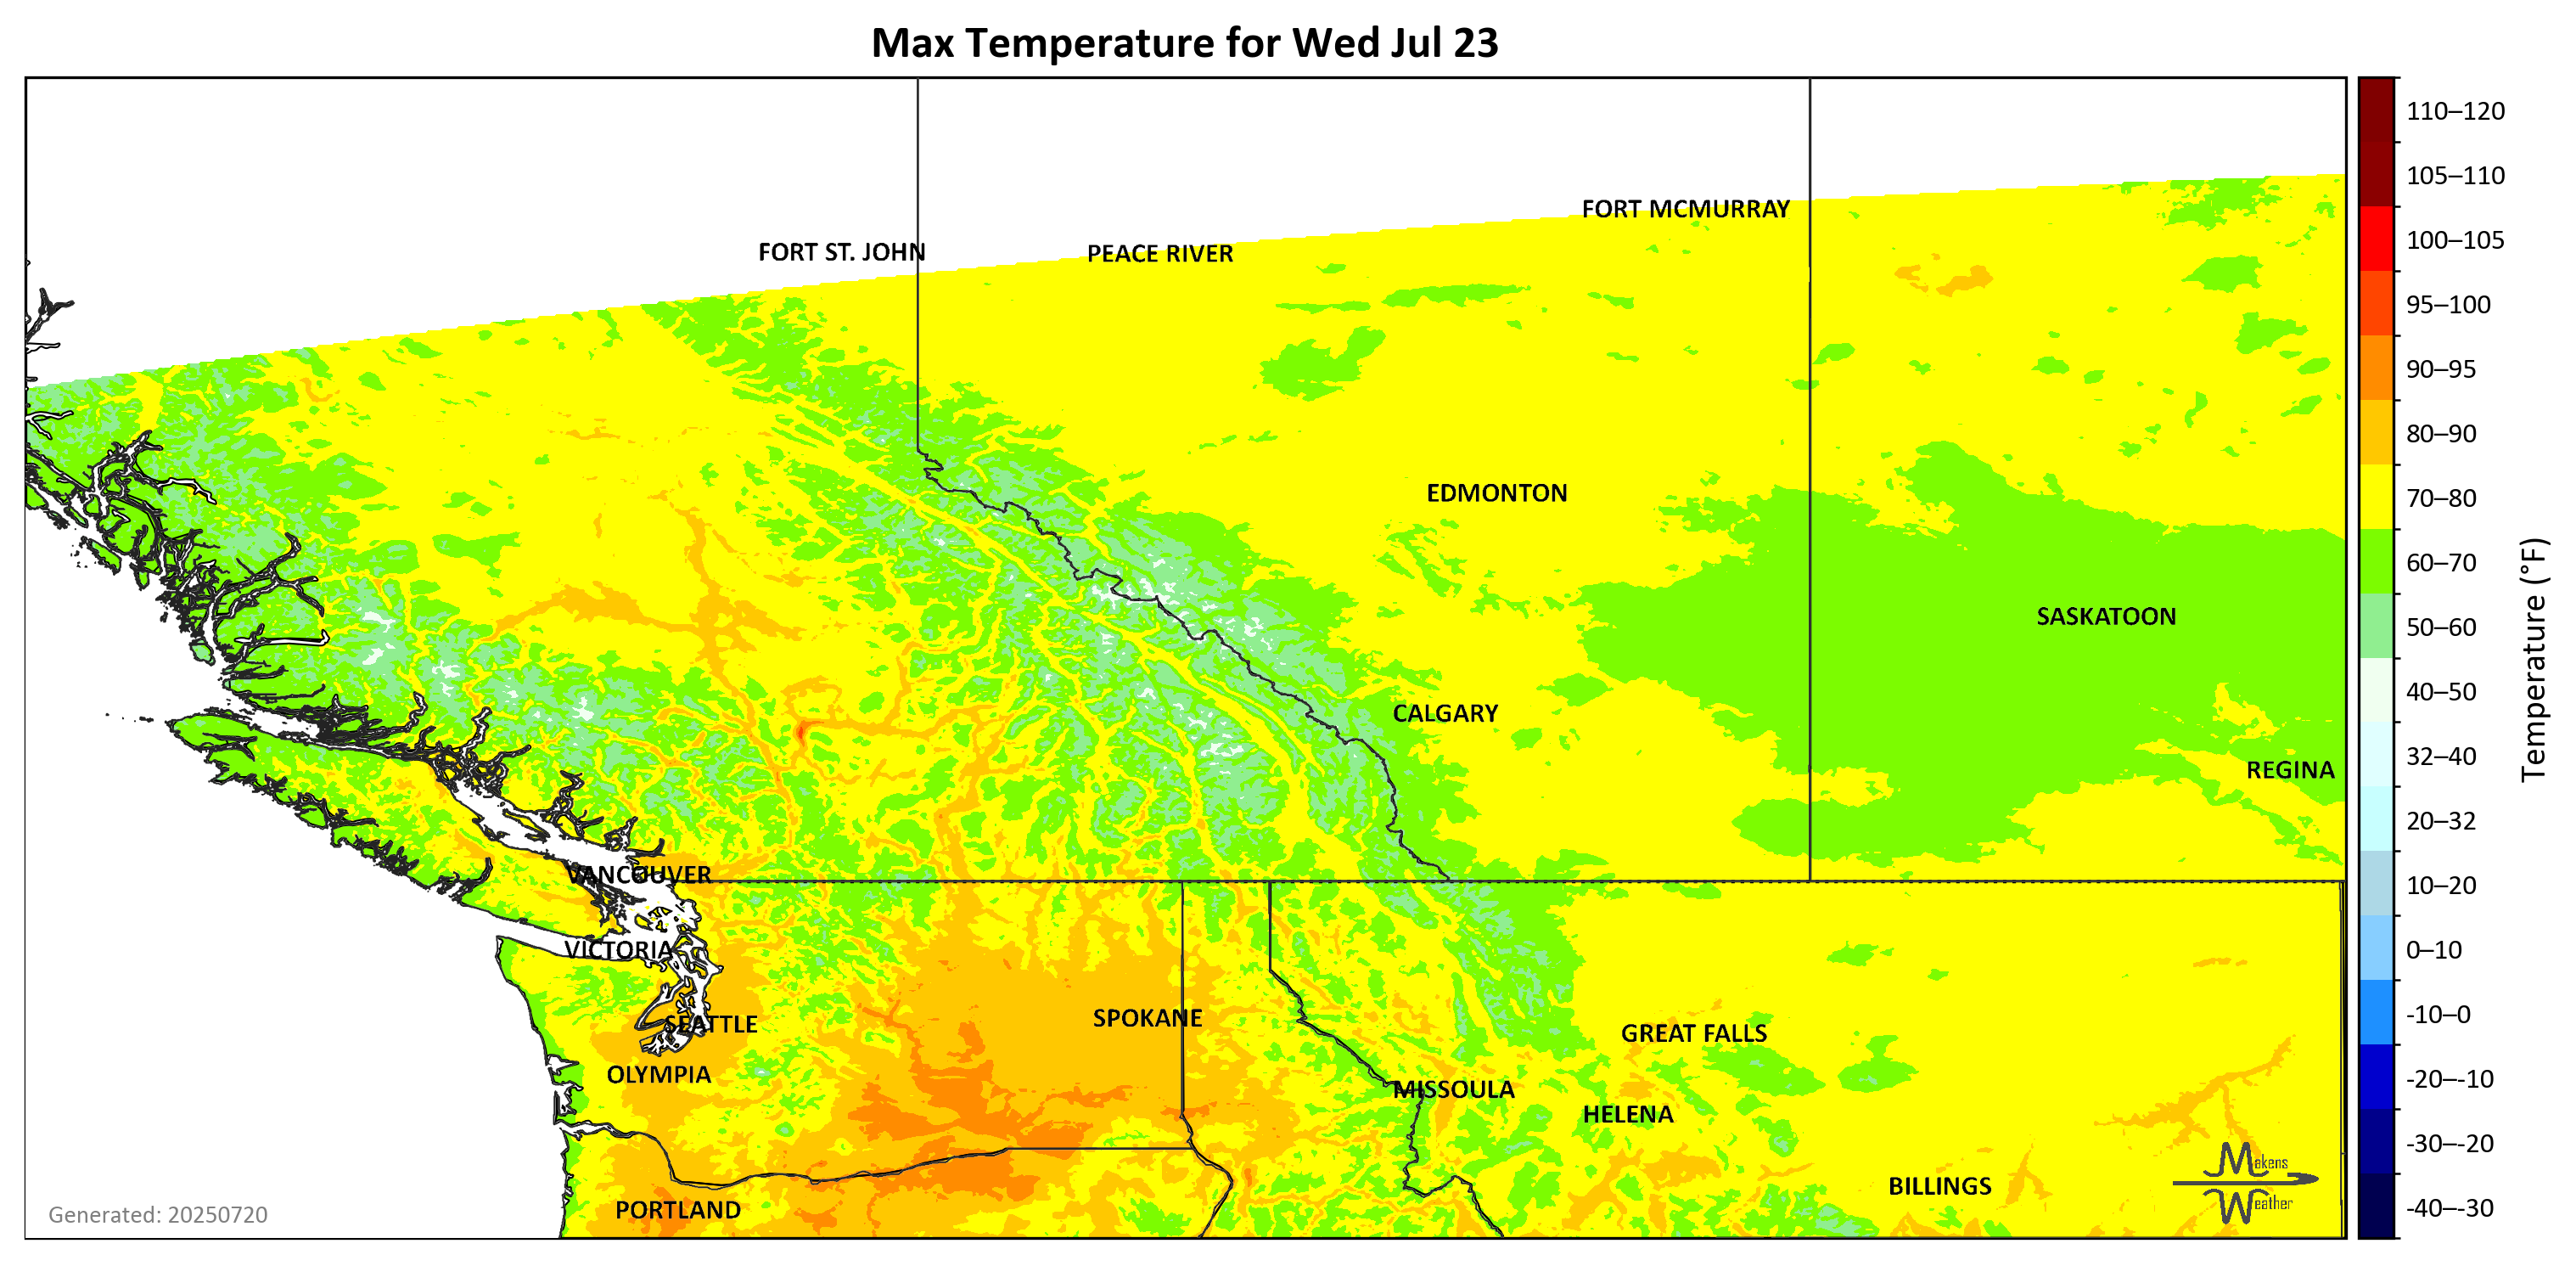 Max Temperature for Wed Jul 23
110–120
105–110
FORT MCMURRAY
100–105
FORT ST. JOHN
PEACE RIVER
95–100
90–95
80–90
EDMONTON
70–80
60–70
SASKATOON
50–60
40–50
CALGARY
32–40
REGINA
Temperature (°F)
20–32
VANCOUVER
10–20
VICTORIA
0–10
SPOKANE
-10–0
SEATTLE
GREAT FALLS
OLYMPIA
-20–-10
MISSOULA
HELENA
-30–-20
Makens
Weather
BILLINGS
PORTLAND
-40–-30
Generated: 20250720